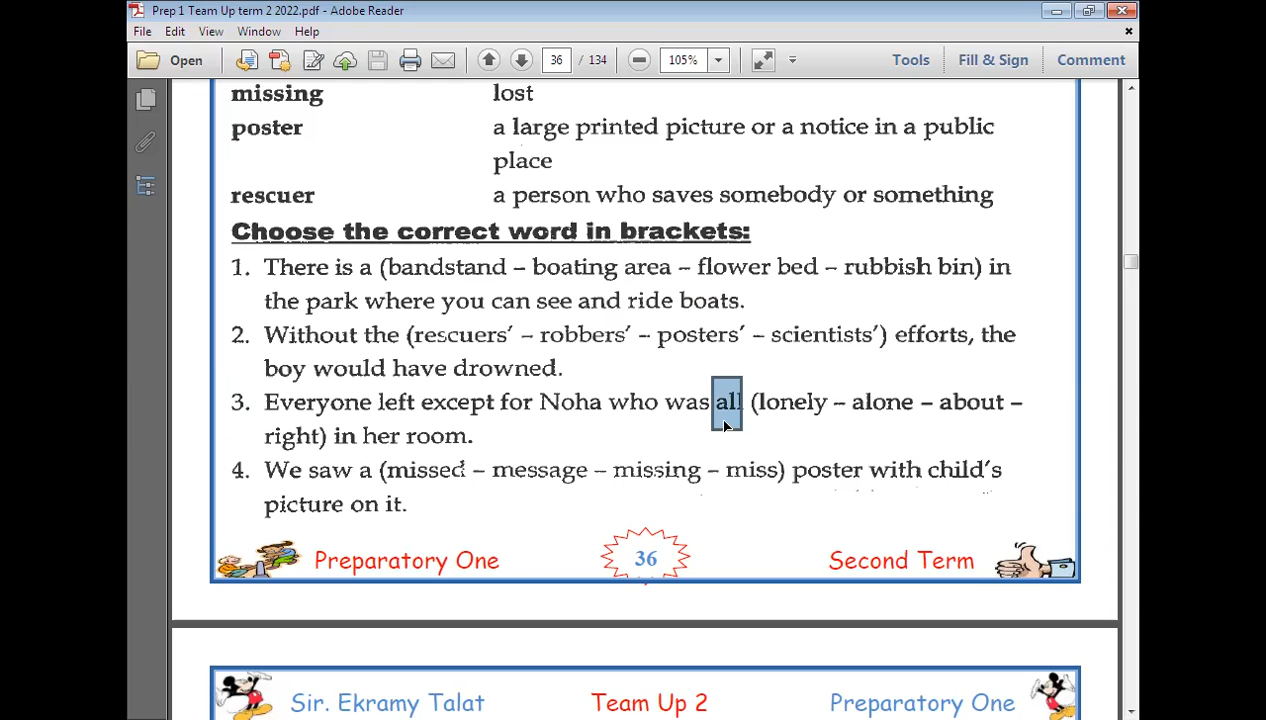 Prep 1 Team Up term 2 2022.pdf - Adobe Reader
File Edit View Window Help
Open 36 / 134 105% Tools Fill & Sign Comment
missing lost
poster a large printed picture or a notice in a public
place
rescuer a person who saves somebody or something
Choose the correct word in brackets:
1. There is a (bandstand – boating area – flower bed – rubbish bin) in
the park where you can see and ride boats.
2. Without the (rescuers’ – robbers’ – posters’ – scientists’) efforts, the
boy would have drowned.
3. Everyone left except for Noha who was all (lonely – alone – about –
right) in her room.
4. We saw a (missed – message – missing – miss) poster with child’s
picture on it.
Preparatory One 36 Second Term
Sir. Ekramy Talat Team Up 2 Preparatory One